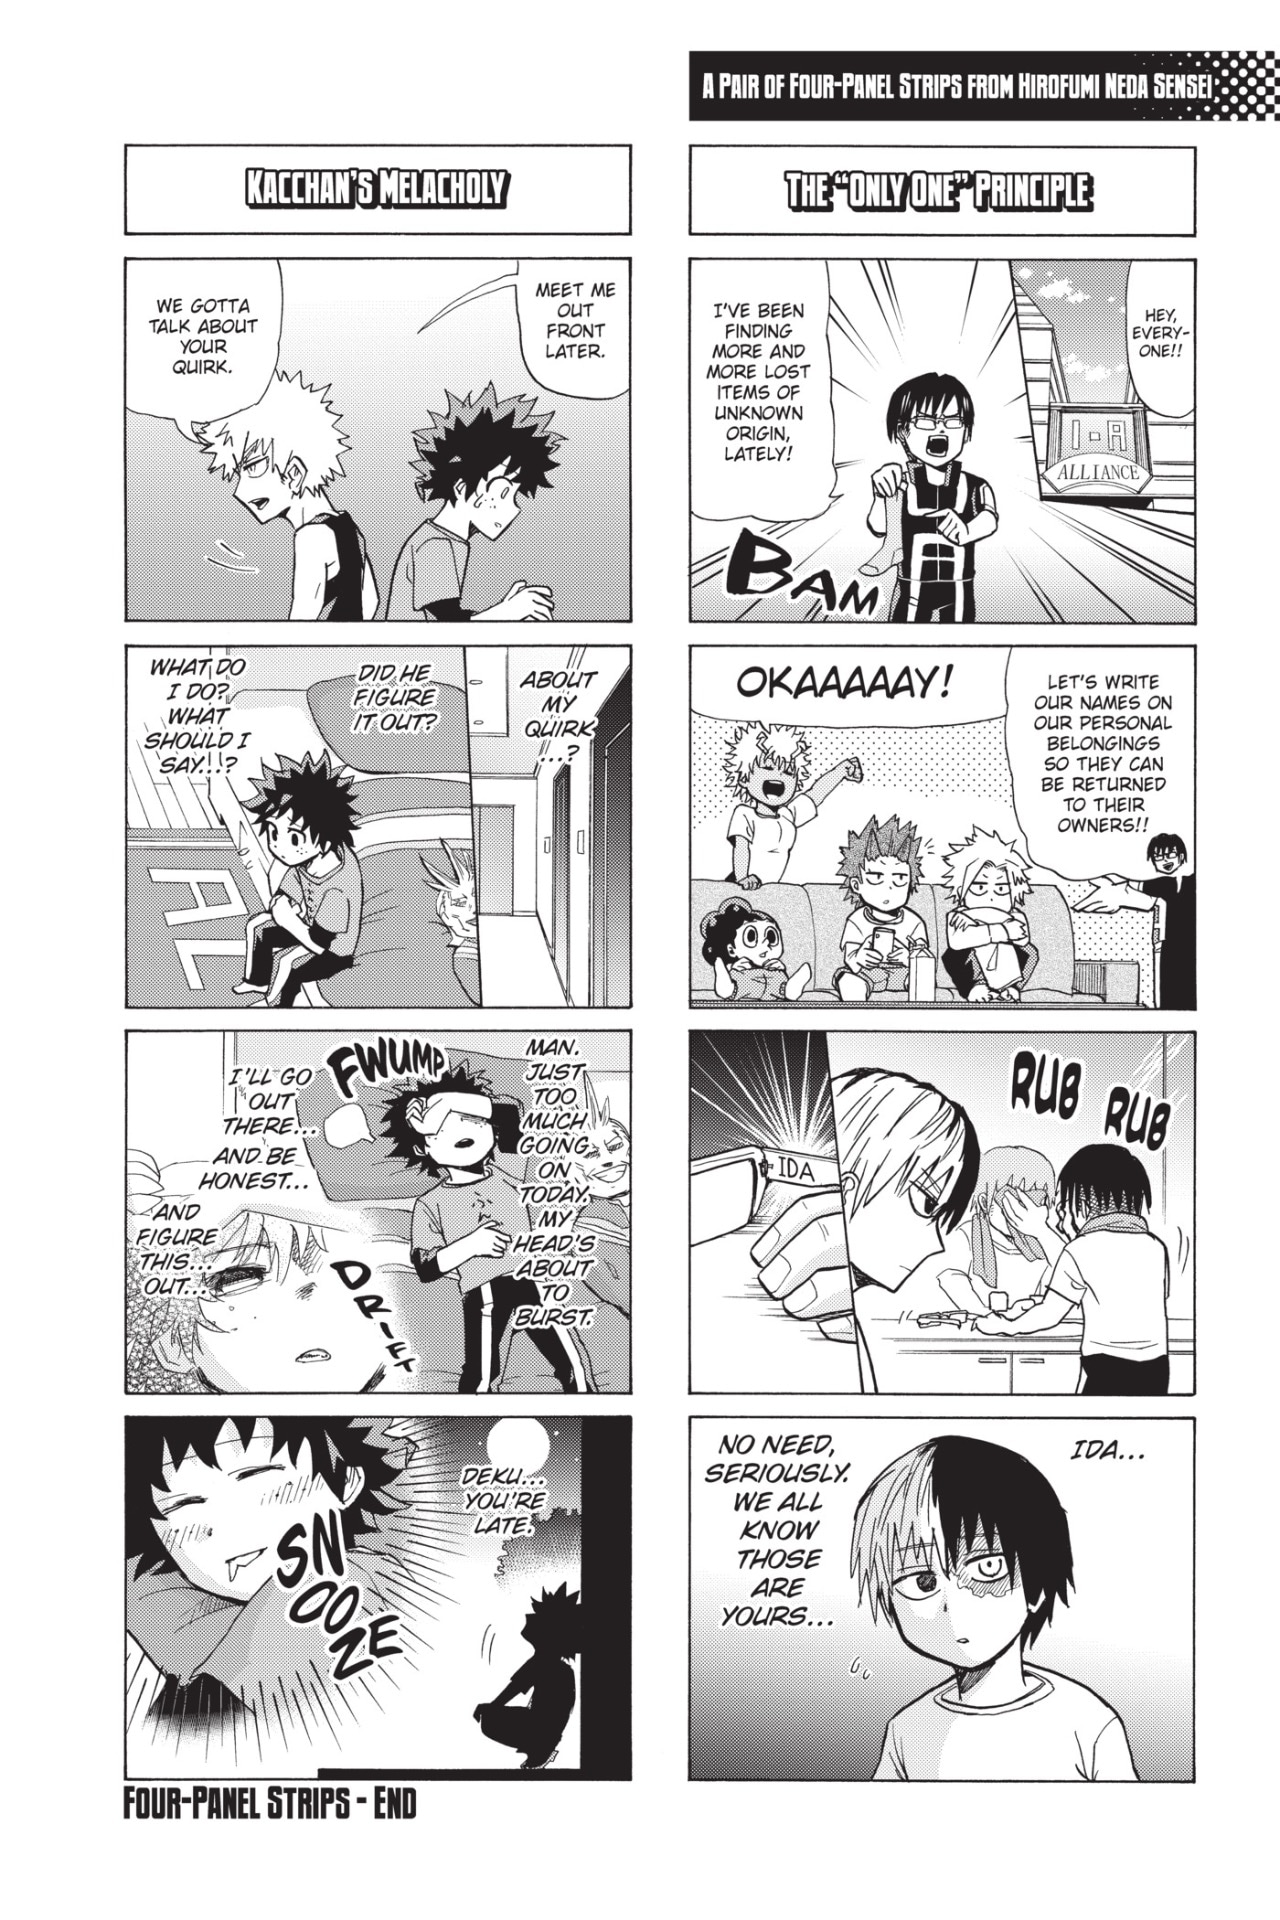 A PAIR OF FOUR-PANEL STRIPS FROM HIROFUMI NEDA SENSEI
THE "ONLY ONE" PRINCIPLE
HEY,
EVERY-
ONE!!
1-A
ALLIANCE
I'VE BEEN
FINDING
MORE AND
MORE LOST
ITEMS OF
UNKNOWN
ORIGIN,
LATELY!
BAM
LET'S WRITE
OUR NAMES ON
OUR PERSONAL
BELONGINGS
SO THEY CAN
BE RETURNED
TO THEIR
OWNERS!!
OKAAAAAY!
RUB
RUB
IDA
IDA...
NO NEED,
SERIOUSLY.
WE ALL
KNOW
THOSE
ARE
YOURS...
KACCHAN'S MELACHOLY
MEET ME
OUT
FRONT
LATER.
WE GOTTA
TALK ABOUT
YOUR
QUIRK.
ABOUT
MY
QUIRK
...?
DID HE
FIGURE
IT OUT?
WHAT DO
I DO?
WHAT
SHOULD I
SAY...?
AL
MAN.
JUST
TOO
MUCH
GOING
ON
TODAY.
MY
HEAD'S
ABOUT
TO
BURST.
FWUMP
ふとん
I'LL GO
OUT
THERE...
AND BE
HONEST...
DRIFT
AND
FIGURE
THIS...
OUT...
DEKU...
YOU'RE
LATE.
SNOOZE
FOUR-PANEL STRIPS - END